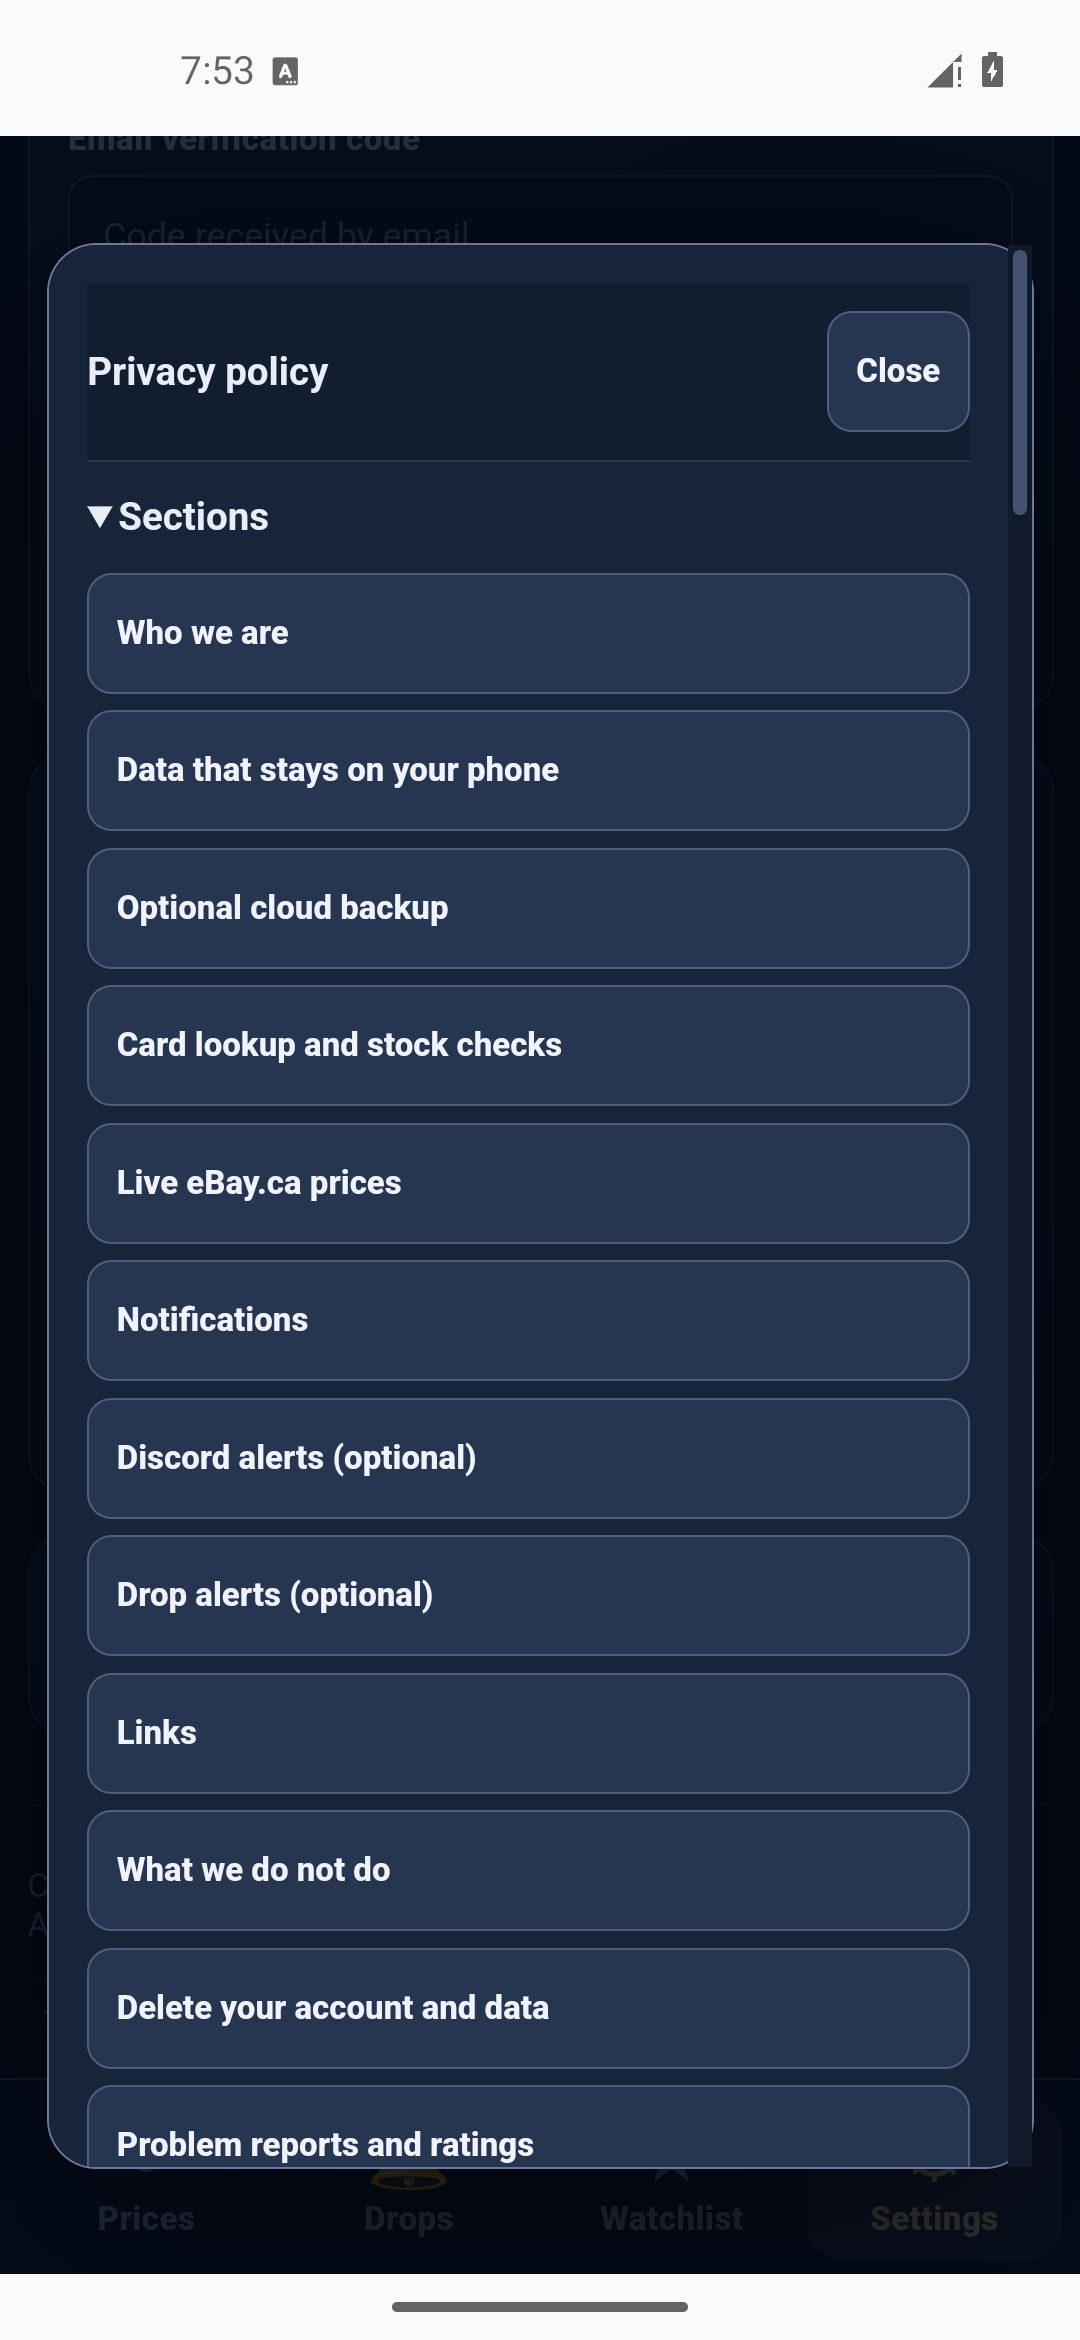 7:53
Email verification code
Code received by email
Privacy policy
Close
Sections
Who we are
Data that stays on your phone
Optional cloud backup
Card lookup and stock checks
Live eBay.ca prices
Notifications
Discord alerts (optional)
Drop alerts (optional)
Links
What we do not do
Delete your account and data
Problem reports and ratings
Prices
Drops
Watchlist
Settings